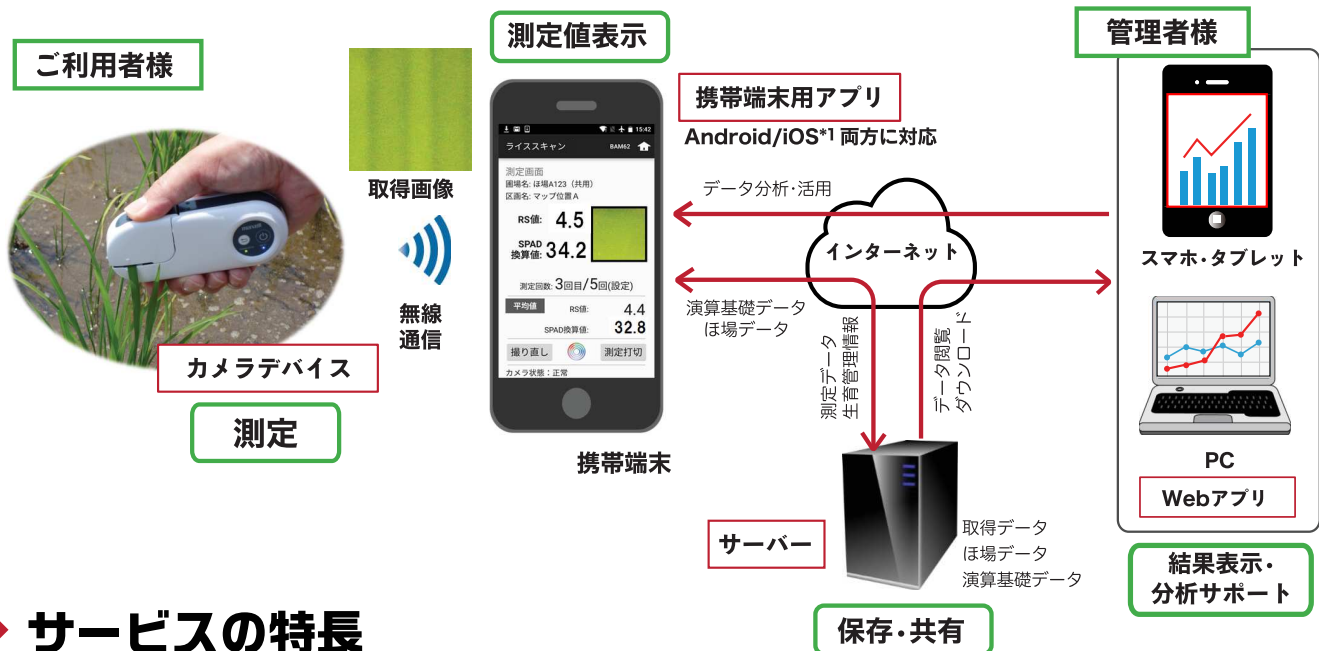 ご利用者様
取得画像
無線
通信
カメラデバイス
測定
測定値表示
15:42
ライススキャン
BAM62
測定画面
圃場名: ほ場A123（共用）
区画名: マップ位置A
RS値: 4.5
SPAD
換算値: 34.2
測定回数: 3回目/5回(設定)
平均値 RS値: 4.4
SPAD換算値: 32.8
撮り直し 測定打切
カメラ状態：正常
携帯端末
携帯端末用アプリ
Android/iOS*1 両方に対応
データ分析・活用
インターネット
演算基礎データ
ほ場データ
測定データ
生育管理情報
データ閲覧
ダウンロード
サーバー
取得データ
ほ場データ
演算基礎データ
保存・共有
管理者様
スマホ・タブレット
PC
Webアプリ
結果表示・
分析サポート
サービスの特長